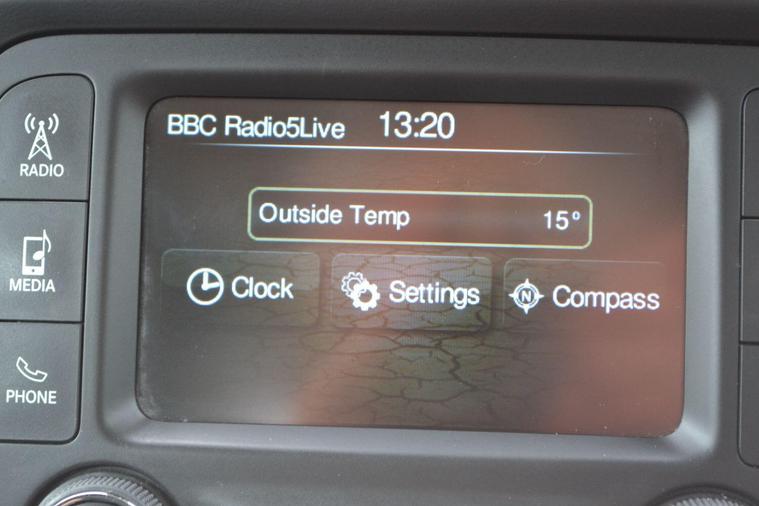 BBC Radio5Live 13:20
RADIO
Outside Temp 15°
MEDIA
Clock Settings N Compass
PHONE